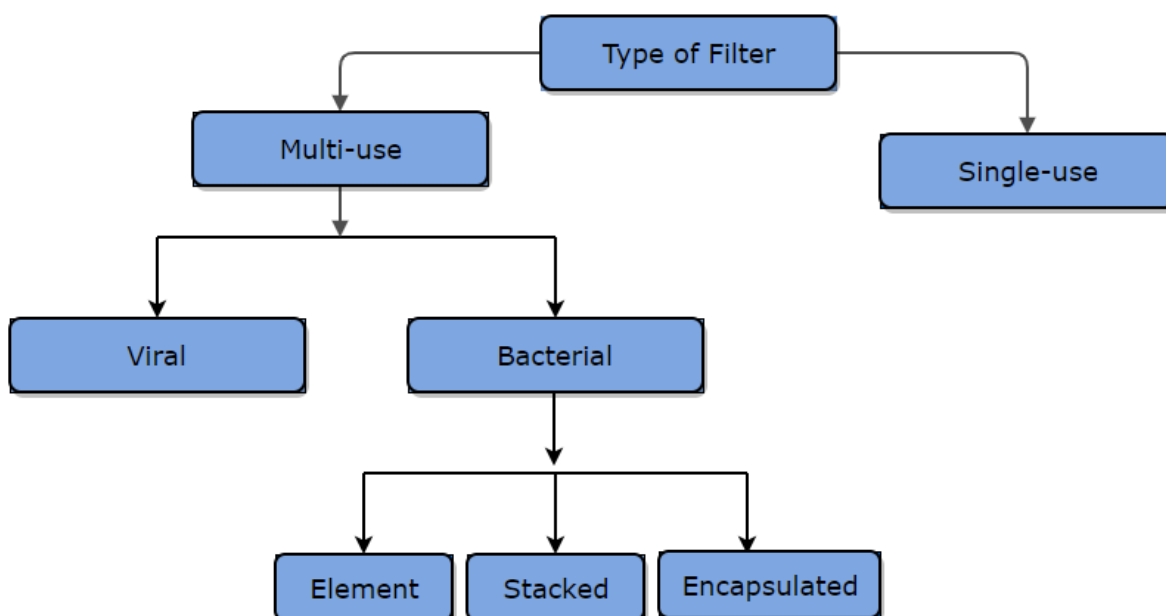 Type of Filter
Multi-use
Single-use
Viral
Bacterial
Element
Stacked
Encapsulated